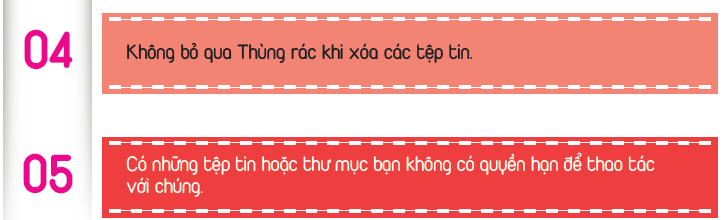 04
Không bỏ qua Thùng rác khi xóa các tệp tin.
05
Có những tệp tin hoặc thư mục bạn không có quyền hạn để thao tác
với chúng.